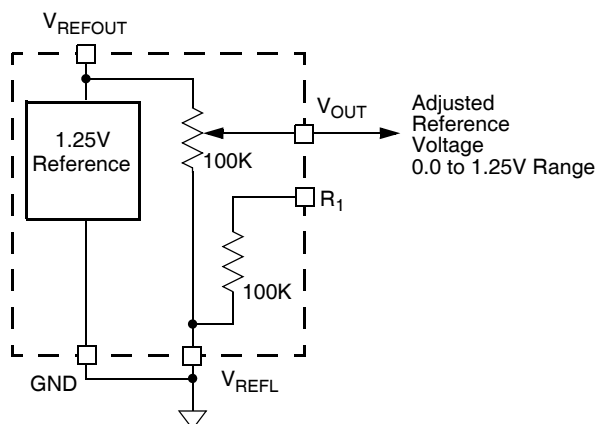 VREFOUT
1.25V
Reference
100K
VOUT
Adjusted
Reference
Voltage
0.0 to 1.25V Range
R1
100K
GND
VREFL